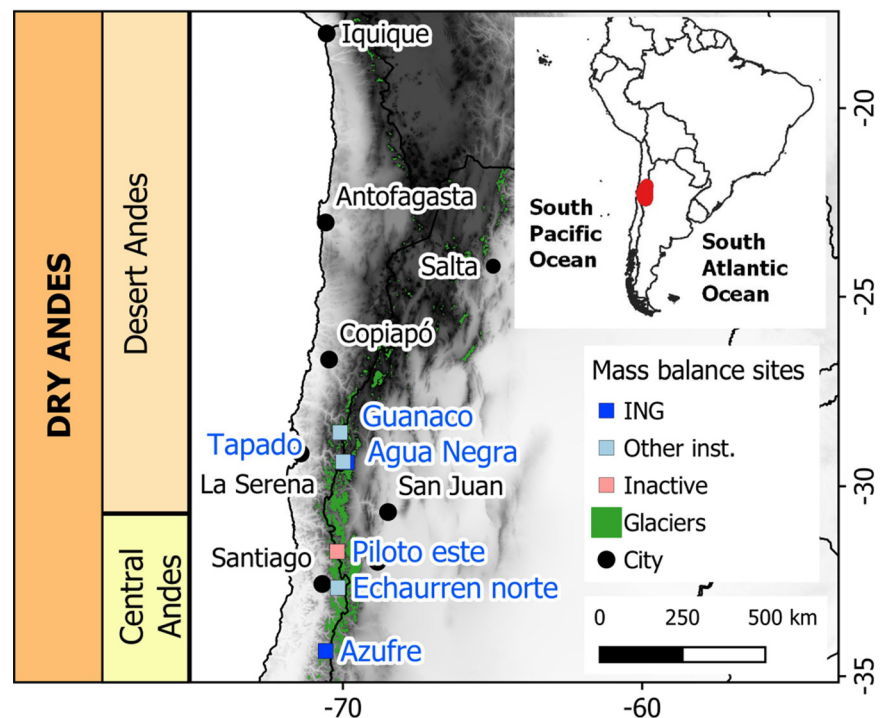 DRY ANDES
Desert Andes
Central
Andes
Iquique
Antofagasta
Salta
Copiapó
Guanaco
Tapado
Agua Negra
La Serena
San Juan
Santiago
Piloto este
Echaurren norte
Azufre
South
Pacific
Ocean
South
Atlantic
Ocean
Mass balance sites
ING
Other inst.
Inactive
Glaciers
City
0 250 500 km
-20
-25
-30
-35
-70 -60